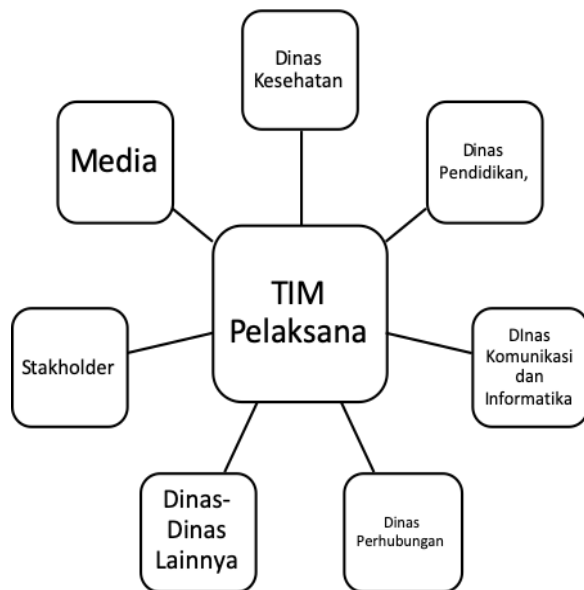 Dinas
Kesehatan
Media
Dinas
Pendidikan,
TIM
Pelaksana
Stakholder
DInas
Komunikasi
dan
Informatika
Dinas-
Dinas
Lainnya
Dinas
Perhubungan